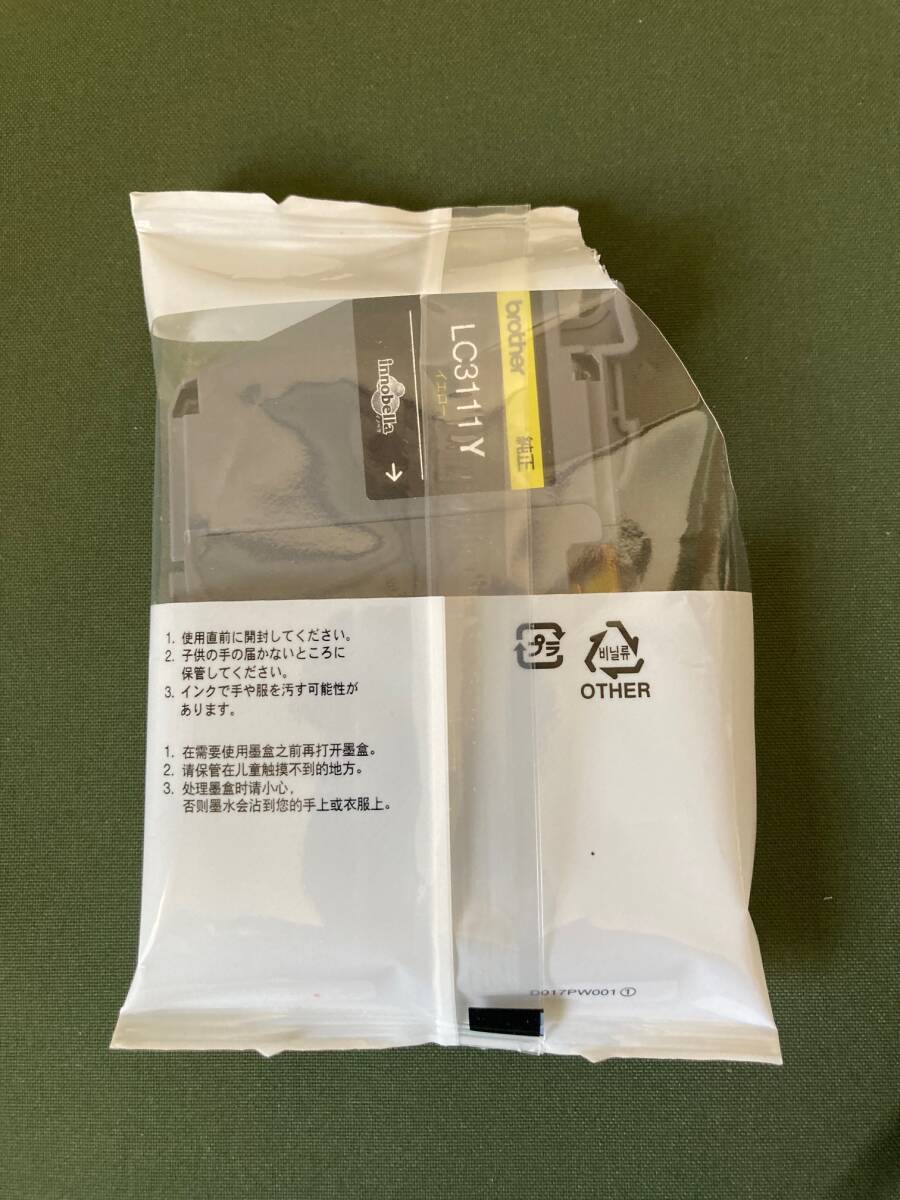 brother
純正
LC3111Y
イエロー
innobella
1. 使用直前に開封してください。
2. 子供の手の届かないところに
保管してください。
3. インクで手や服を汚す可能性が
あります。
1. 在需要使用墨盒之前再打开墨盒。
2. 请保管在儿童触摸不到的地方。
3. 处理墨盒时请小心，
否则墨水会沾到您的手上或衣服上。
プラ
비닐류
OTHER
D017PW001①